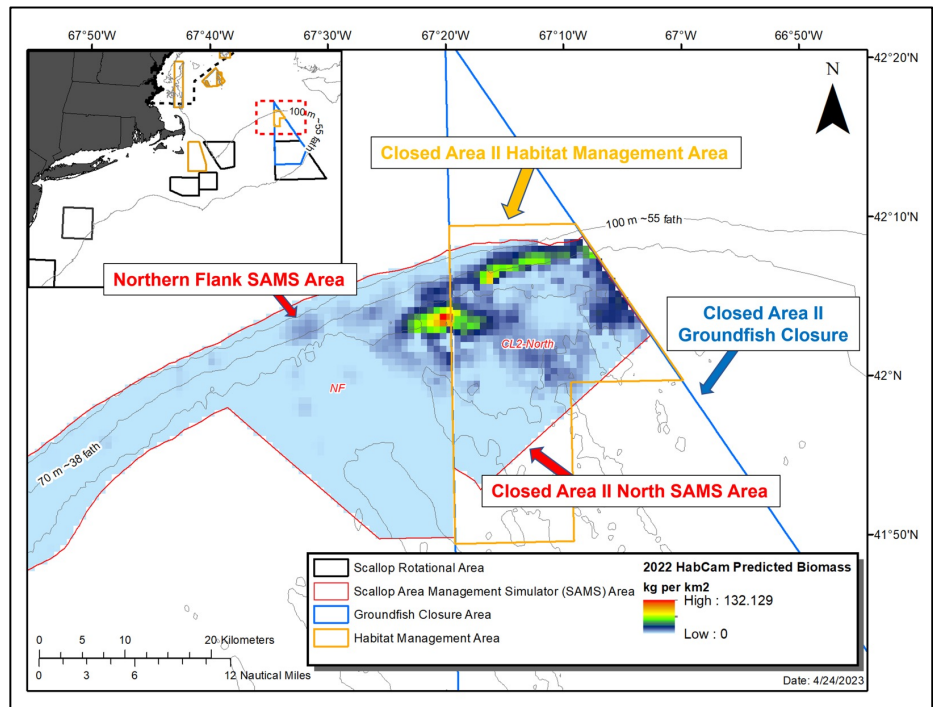 67°50'W
67°40'W
67°30'W
67°20'W
67°10'W
67°0'W
66°50'W
42°20'N
N
100 m ~55 fath
Closed Area II Habitat Management Area
42°10'N
100 m ~55 fath
Northern Flank SAMS Area
Closed Area II
Groundfish Closure
CL2-North
42°N
NF
70 m ~38 fath
Closed Area II North SAMS Area
41°50'N
Scallop Rotational Area
Scallop Area Management Simulator (SAMS) Area
Groundfish Closure Area
Habitat Management Area
2022 HabCam Predicted Biomass
kg per km2
High : 132.129
Low : 0
0 5 10 20 Kilometers
0 3 6 12 Nautical Miles
Date: 4/24/2023